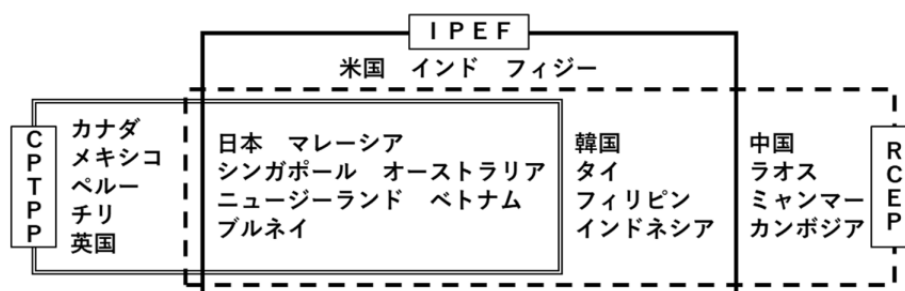 IPEF
米国 インド フィジー
CPTPP
カナダ
メキシコ
ペルー
チリ
英国
日本 マレーシア
シンガポール オーストラリア
ニュージーランド ベトナム
ブルネイ
韓国
タイ
フィリピン
インドネシア
中国
ラオス
ミャンマー
カンボジア
RCEP